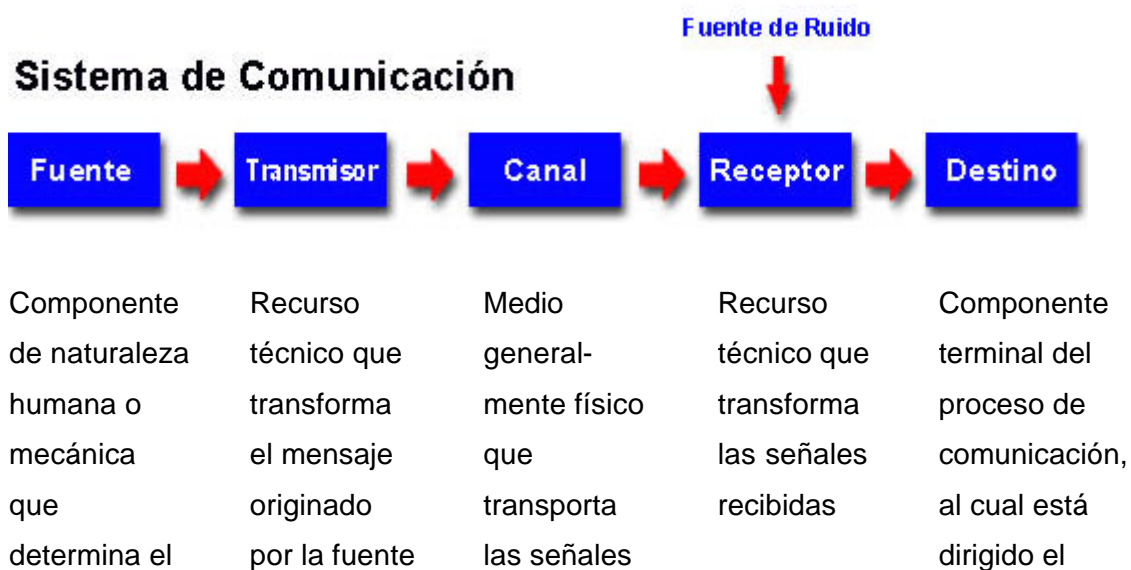 Fuente de Ruido
Sistema de Comunicación
Fuente
Transmisor
Canal
Receptor
Destino
Componente
de naturaleza
humana o
mecánica
que
determina el
Recurso
técnico que
transforma
el mensaje
originado
por la fuente
Medio
general-
mente físico
que
transporta
las señales
Recurso
técnico que
transforma
las señales
recibidas
Componente
terminal del
proceso de
comunicación,
al cual está
dirigido el